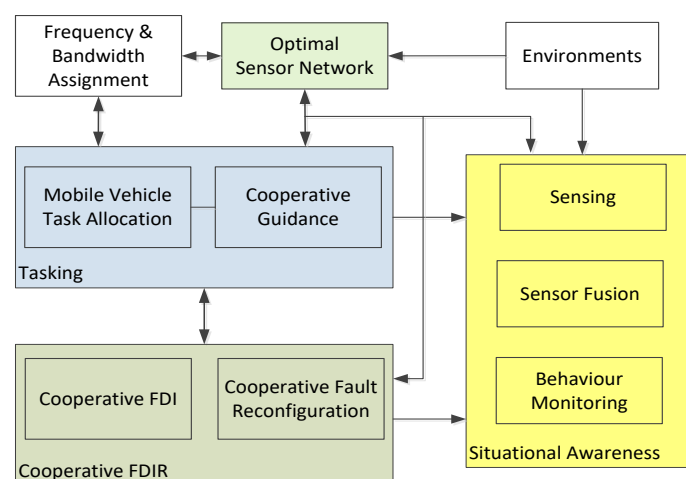 Frequency &
Bandwidth
Assignment
Optimal
Sensor Network
Environments
Mobile Vehicle
Task Allocation
Cooperative
Guidance
Tasking
Sensing
Sensor Fusion
Behaviour
Monitoring
Situational Awareness
Cooperative FDI
Cooperative Fault
Reconfiguration
Cooperative FDIR